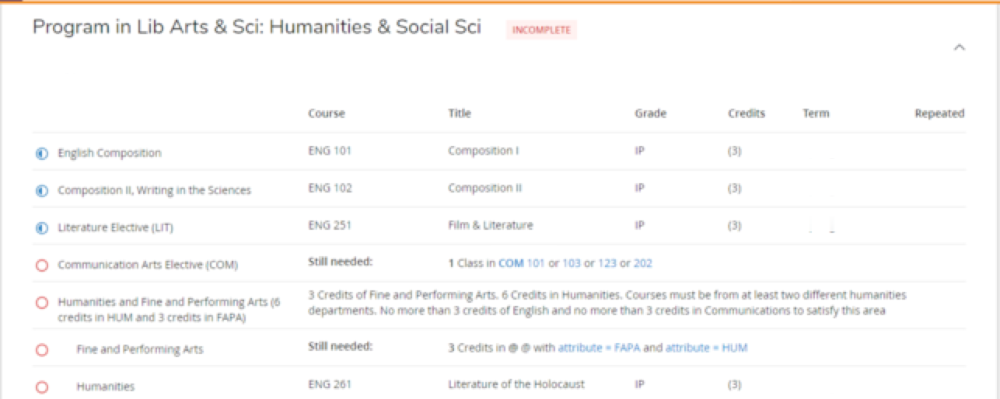 Program in Lib Arts & Sci: Humanities & Social Sci INCOMPLETE
Course Title Grade Credits Term Repeated
English Composition ENG 101 Composition I IP (3)
Composition II, Writing in the Sciences ENG 102 Composition II IP (3)
Literature Elective (LIT) ENG 251 Film & Literature IP (3)
Communication Arts Elective (COM) Still needed: 1 Class in COM 101 or 103 or 123 or 202
Humanities and Fine and Performing Arts (6
credits in HUM and 3 credits in FAPA)
3 Credits of Fine and Performing Arts. 6 Credits in Humanities. Courses must be from at least two different humanities
departments. No more than 3 credits of English and no more than 3 credits in Communications to satisfy this area
Fine and Performing Arts Still needed: 3 Credits in @ @ with attribute = FAPA and attribute = HUM
Humanities ENG 261 Literature of the Holocaust IP (3)